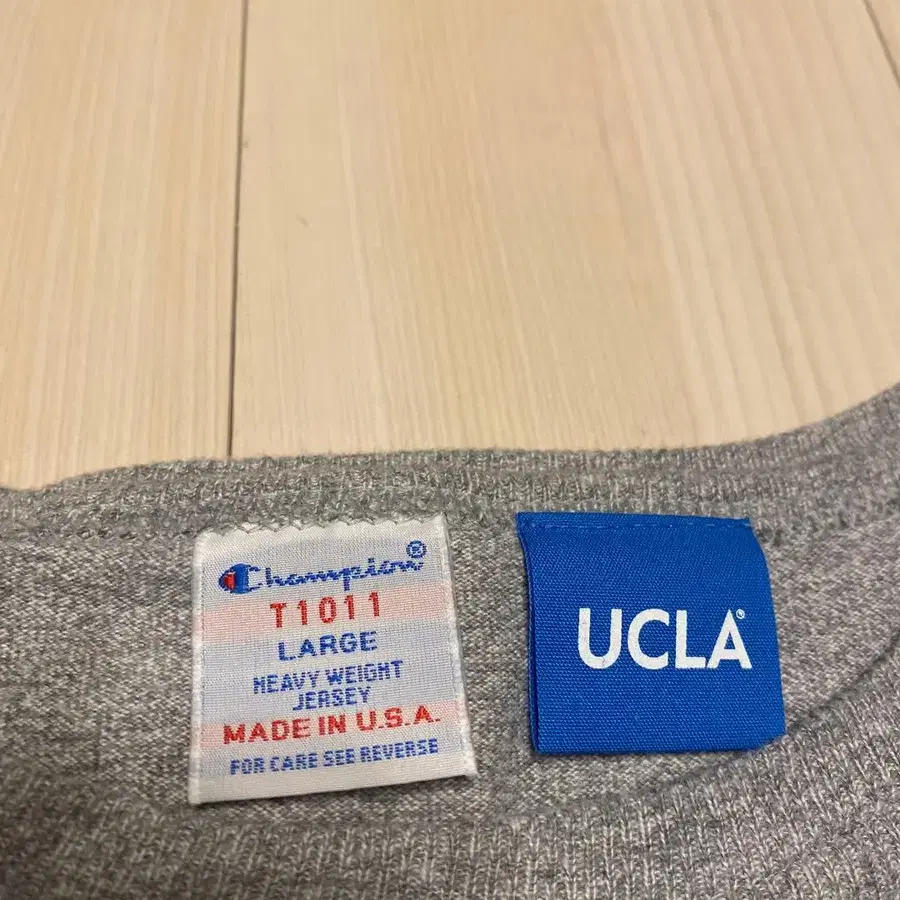 Champion®
T1011
LARGE
HEAVY WEIGHT
JERSEY
MADE IN U.S.A.
FOR CARE SEE REVERSE
UCLA®